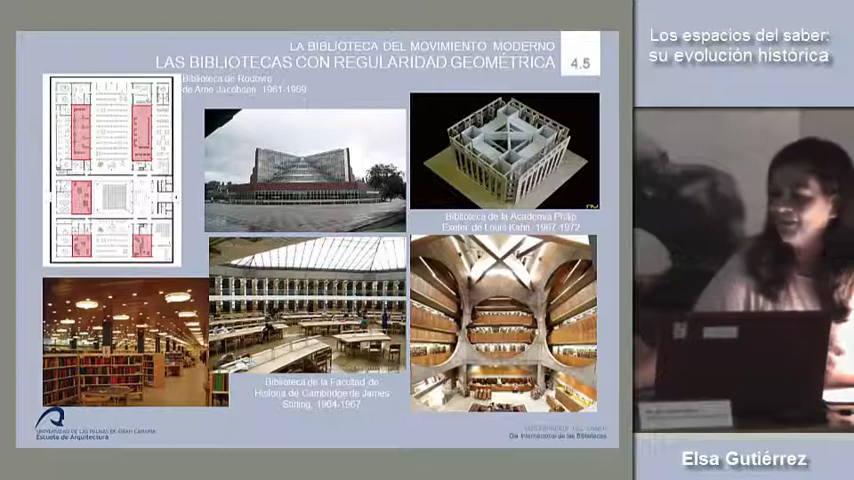 LA BIBLIOTECA DEL MOVIMIENTO MODERNO
LAS BIBLIOTECAS CON REGULARIDAD GEOMÉTRICA
4.5
Biblioteca de Rodovre
de Arne Jacobsen. 1961-1969
Biblioteca de la Academia Philip
Exeter de Louis Kahn. 1967-1972
Biblioteca de la Facultad de
Historia de Cambridge de James
Stirling. 1964-1967
UNIVERSIDAD DE LAS PALMAS DE GRAN CANARIA
Escuela de Arquitectura
Día Internacional de las Bibliotecas
Los espacios del saber:
su evolución histórica
Elsa Gutiérrez